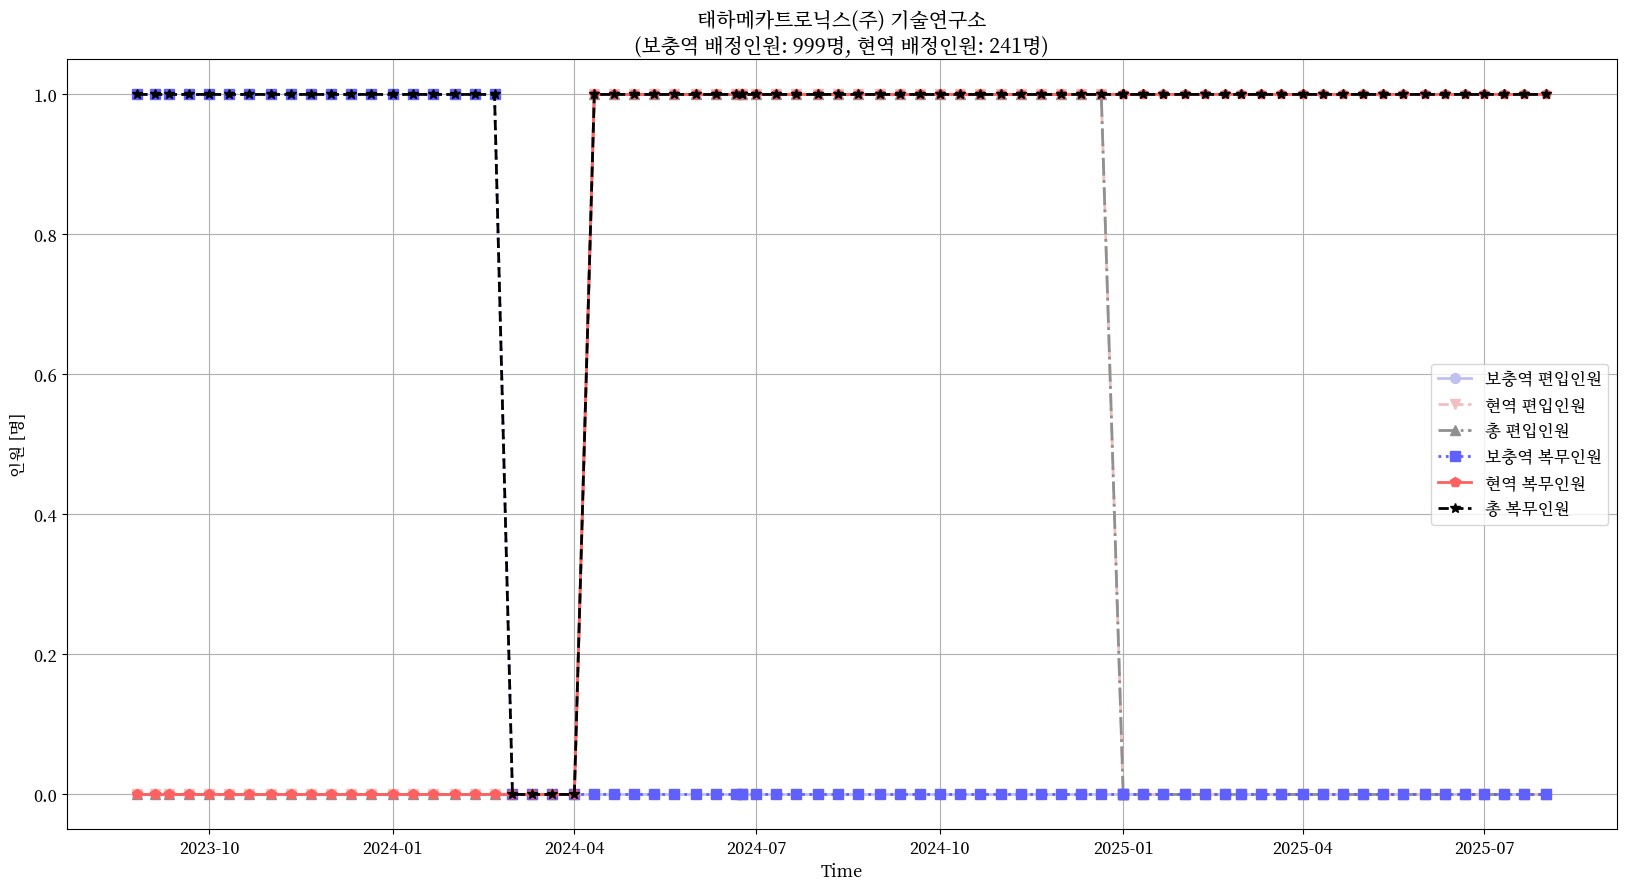 태하메카트로닉스(주) 기술연구소
(보충역 배정인원: 999명, 현역 배정인원: 241명)
인원 [명]
1.0
0.8
0.6
0.4
0.2
0.0
보충역 편입인원
현역 편입인원
총 편입인원
보충역 복무인원
현역 복무인원
총 복무인원
2023-10 2024-01 2024-04 2024-07 2024-10 2025-01 2025-04 2025-07
Time